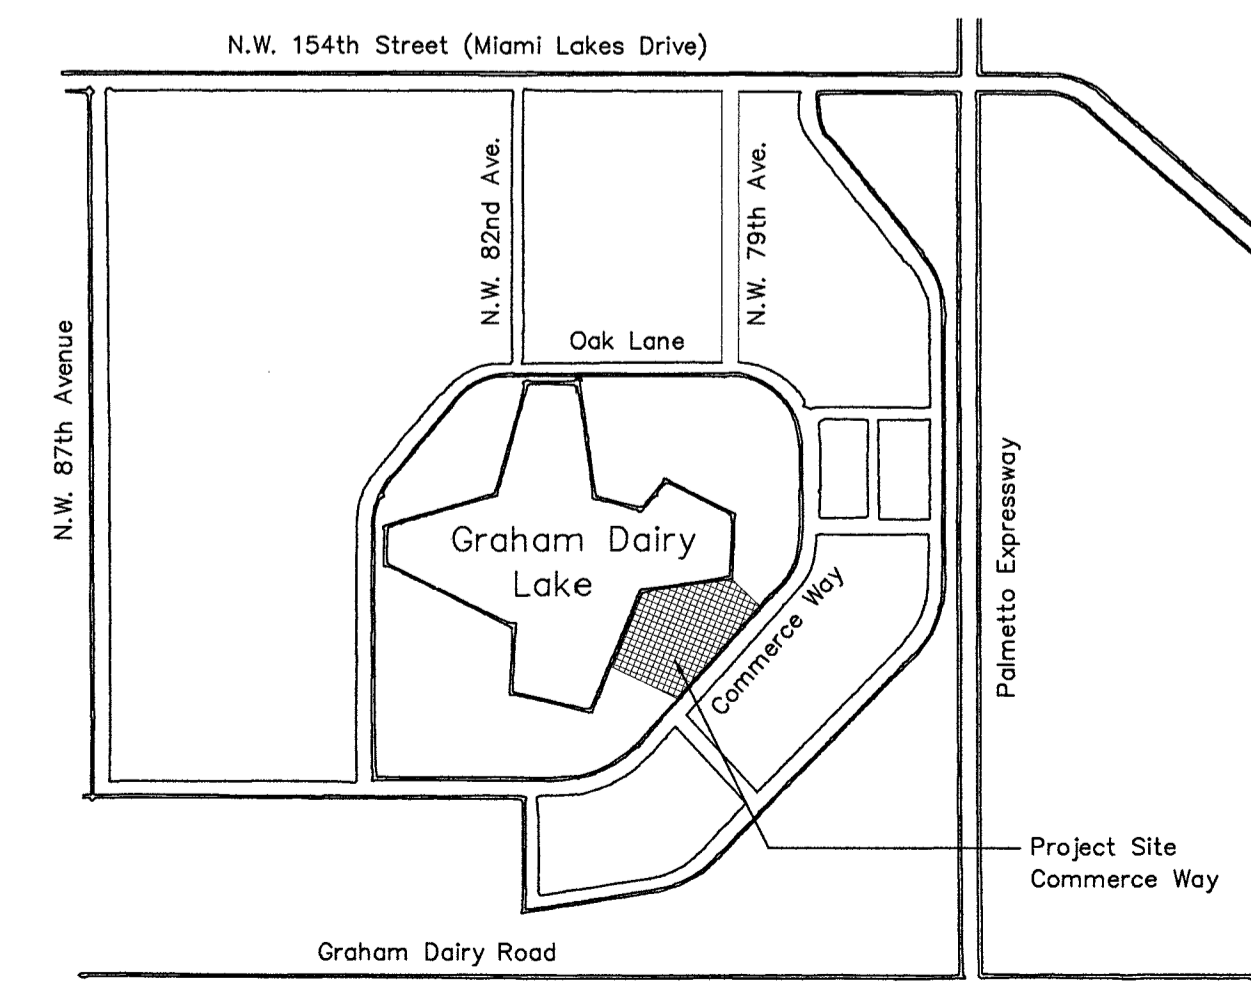 N.W. 154th Street (Miami Lakes Drive)
N.W. 82nd Ave.
N.W. 79th Ave.
N.W. 87th Avenue
Oak Lane
Graham Dairy
Lake
Palmetto Expressway
Commerce Way
Project Site
Commerce Way
Graham Dairy Road